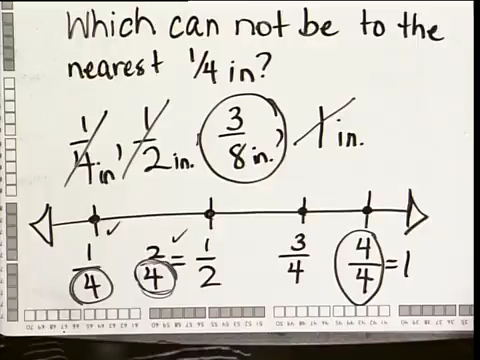 Which can not be to the
nearest 1/4 in?
1/4 in, 1/2 in. 3/8 in. 1 in.
1/4 2/4 = 1/2 3/4 4/4 = 1